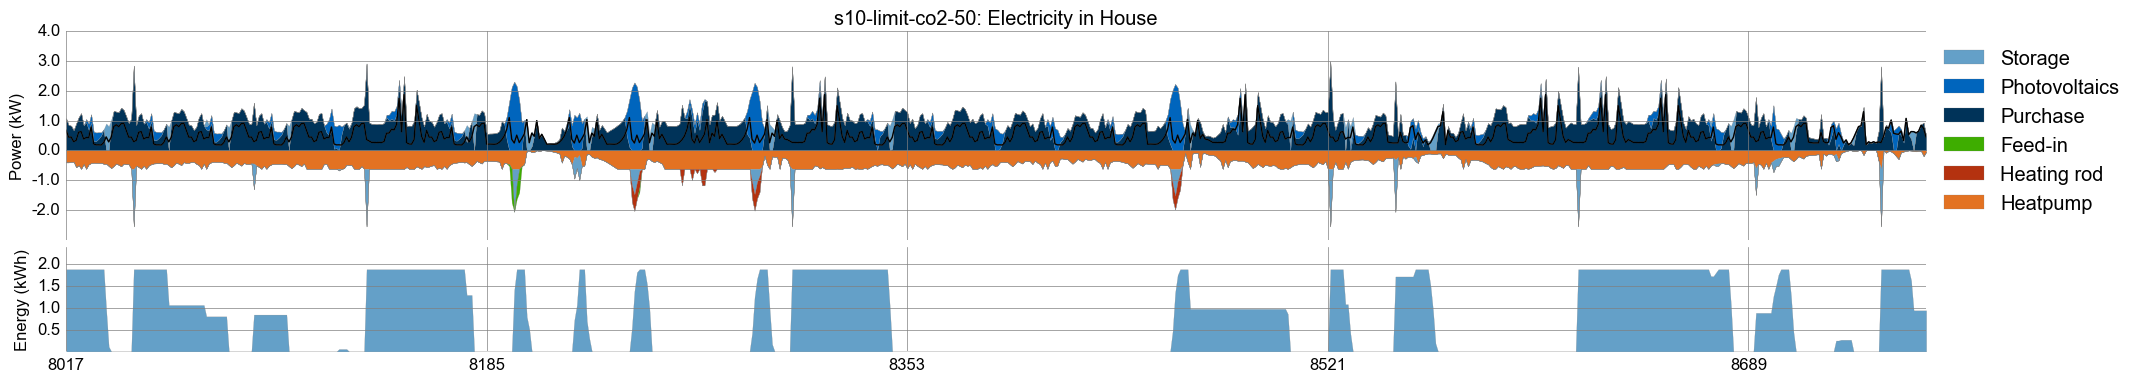 s10-limit-co2-50: Electricity in House
Power (kW)
4.0
3.0
2.0
1.0
0.0
-1.0
-2.0
Storage
Photovoltaics
Purchase
Feed-in
Heating rod
Heatpump
Energy (kWh)
2.0
1.5
1.0
0.5
8017
8185
8353
8521
8689